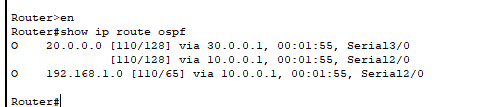 Router>en
Router#show ip route ospf
O    20.0.0.0 [110/128] via 30.0.0.1, 00:01:55, Serial3/0
              [110/128] via 10.0.0.1, 00:01:55, Serial2/0
O    192.168.1.0 [110/65] via 10.0.0.1, 00:01:55, Serial2/0
Router#